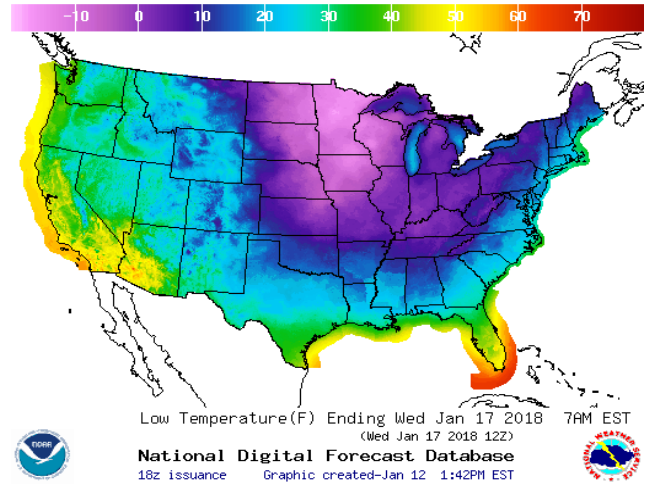 -10 0 10 20 30 40 50 60 70
Low Temperature(F) Ending Wed Jan 17 2018 7AM EST
(Wed Jan 17 2018 12Z)
National Digital Forecast Database
18z issuance Graphic created-Jan 12 1:42PM EST
NOAA